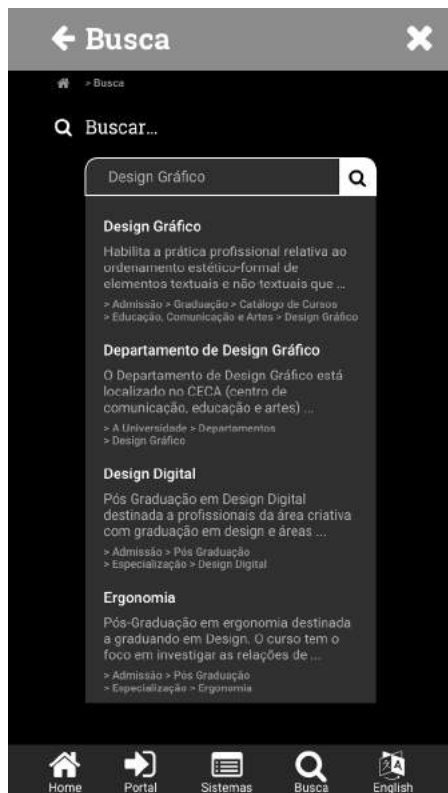 Busca
> Busca
Buscar...
Design Gráfico
Design Gráfico
Habilita a prática profissional relativa ao
ordenamento estético-formal de
elementos textuais e não textuais que ...
> Admissão > Graduação > Catálogo de Cursos
> Educação, Comunicação e Artes > Design Gráfico
Departamento de Design Gráfico
O Departamento de Design Gráfico está
localizado no CECA (centro de
comunicação, educação e artes) ...
> A Universidade > Departamentos
> Design Gráfico
Design Digital
Pós Graduação em Design Digital
destinada a profissionais da área criativa
com graduação em design e áreas ...
> Admissão > Pós Graduação
> Especialização > Design Digital
Ergonomia
Pós-Graduação em ergonomia destinada
a graduando em Design. O curso tem o
foco em investigar as relações de ...
> Admissão > Pós Graduação
> Especialização > Ergonomia
Home Portal Sistemas Busca English